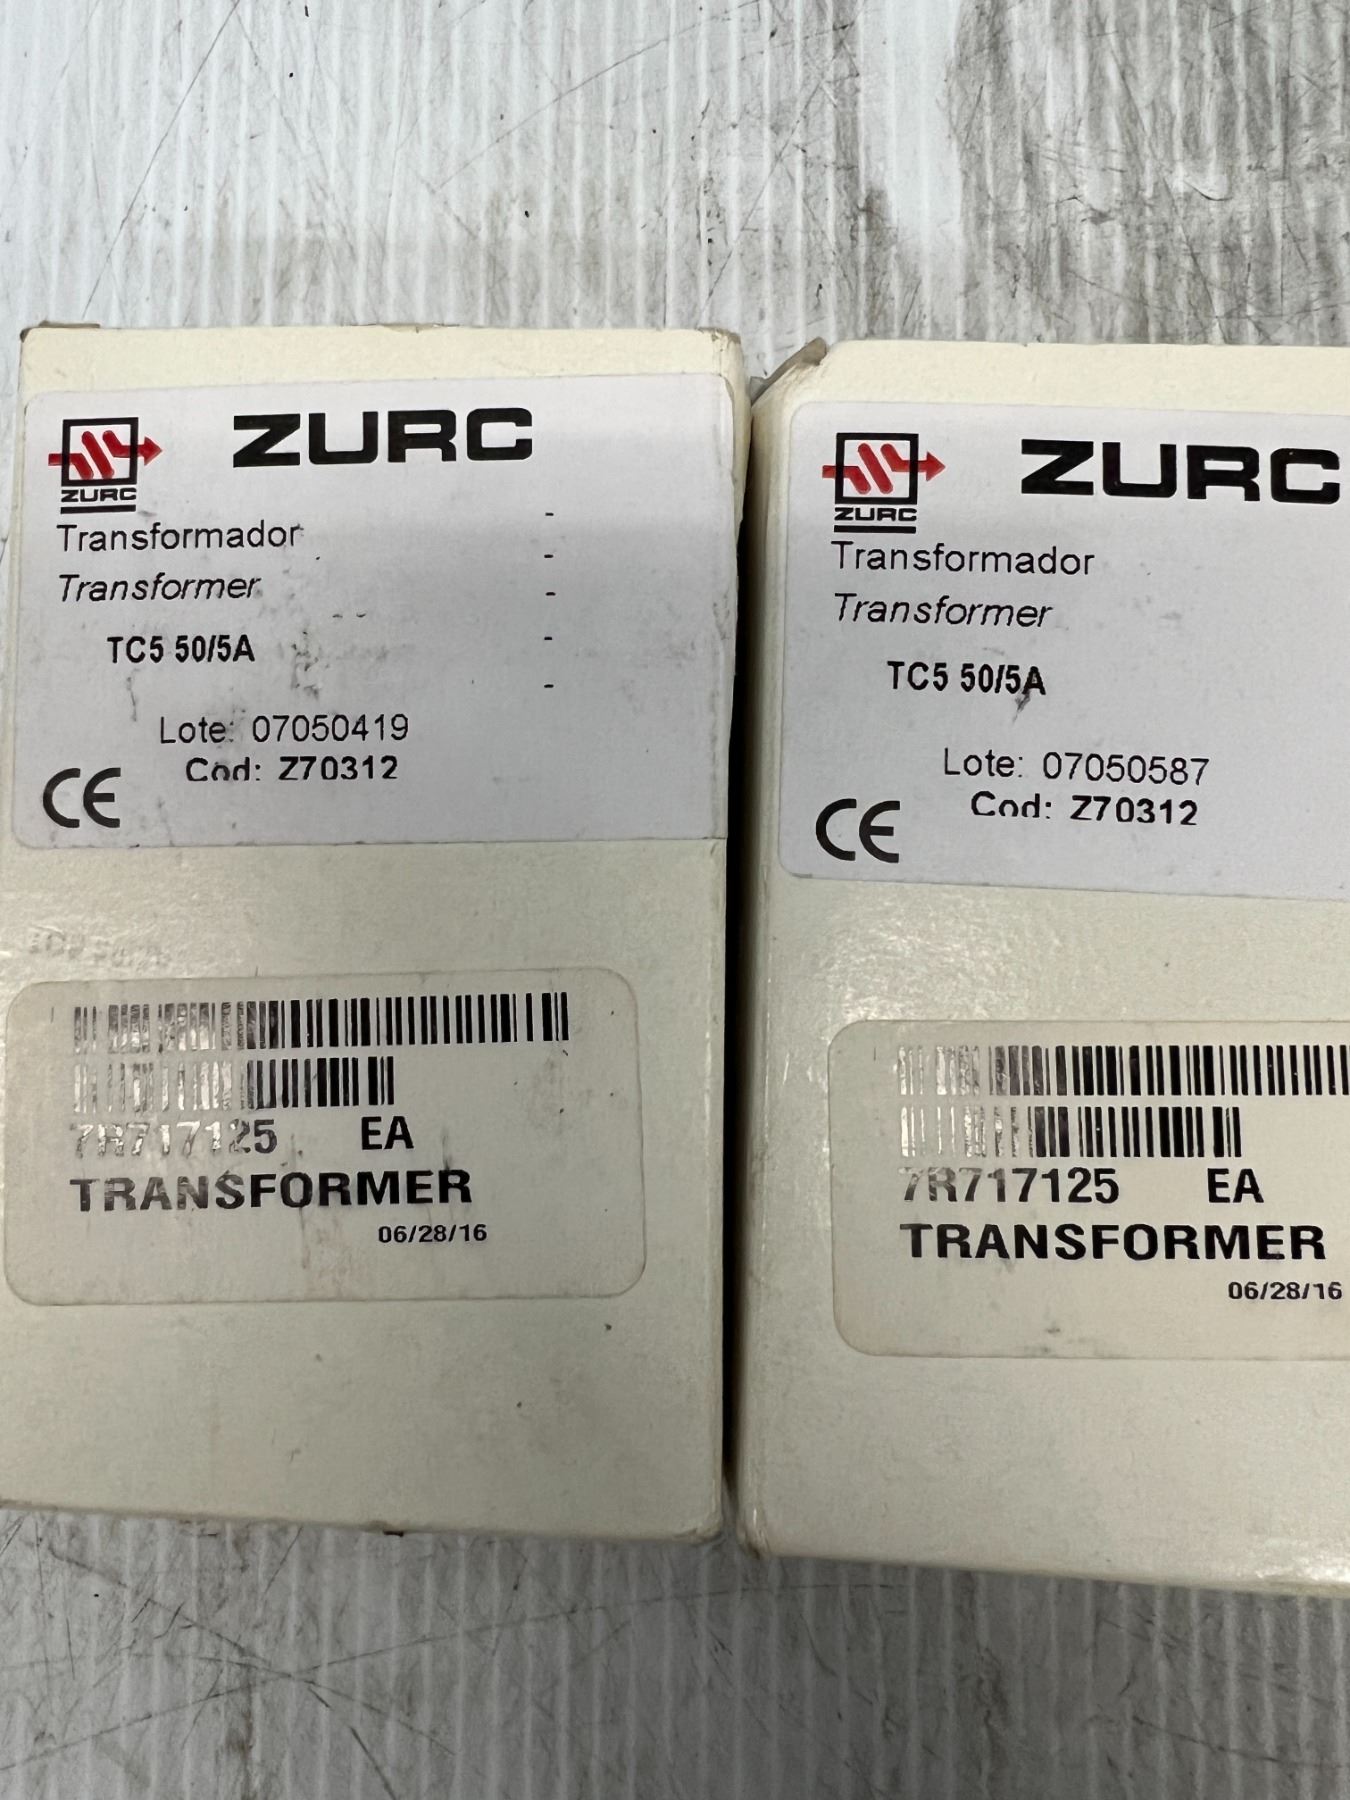 ZURC
ZURC
Transformador
Transformer
TC5 50/5A
Lote: 07050419
Cod: Z70312
CE
7R717125 EA
TRANSFORMER
06/28/16
ZURC
ZURC
Transformador
Transformer
TC5 50/5A
Lote: 07050587
Cod: Z70312
CE
7R717125 EA
TRANSFORMER
06/28/16